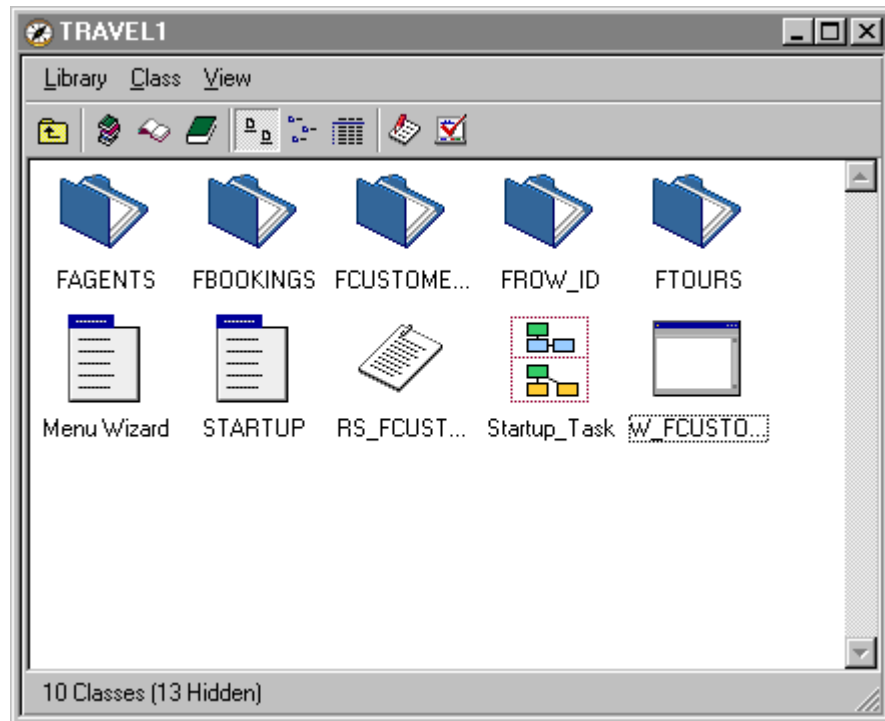 TRAVEL1
Library Class View
FAGENTS FBOOKINGS FCUSTOME... FROW_ID FTOURS
Menu Wizard STARTUP RS_FCUST... Startup_Task W_FCUSTO...
10 Classes (13 Hidden)